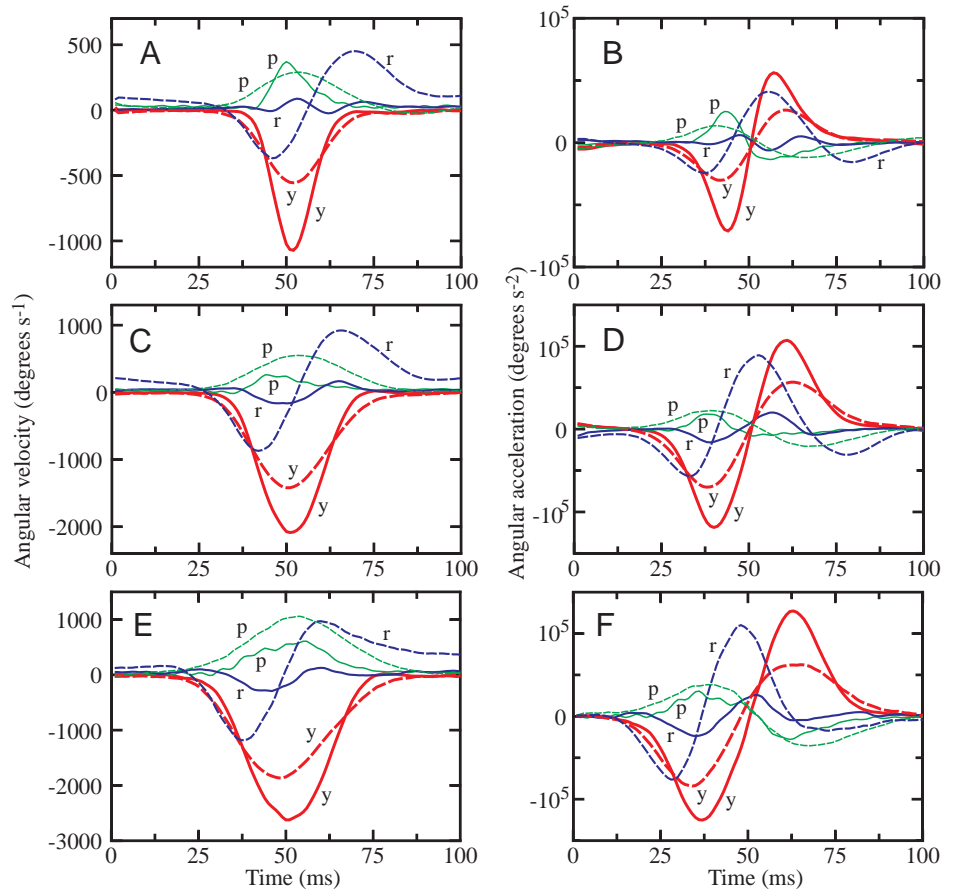 A
500
0
-500
-1000
p
p
r
r
y
y
0 25 50 75 100
B
10^5
0
-10^5
p
p
r
r
y
y
0 25 50 75 100
Time (ms)
C
1000
0
-1000
-2000
p
p
r
r
y
y
0 25 50 75 100
D
10^5
0
-10^5
p
p
r
r
y
y
0 25 50 75 100
E
1000
0
-1000
-2000
-3000
p
p
r
r
y
y
0 25 50 75 100
Time (ms)
F
10^5
0
-10^5
p
p
r
r
y
y
0 25 50 75 100
Time (ms)
Angular velocity (degrees s^-1)
Angular acceleration (degrees s^-2)